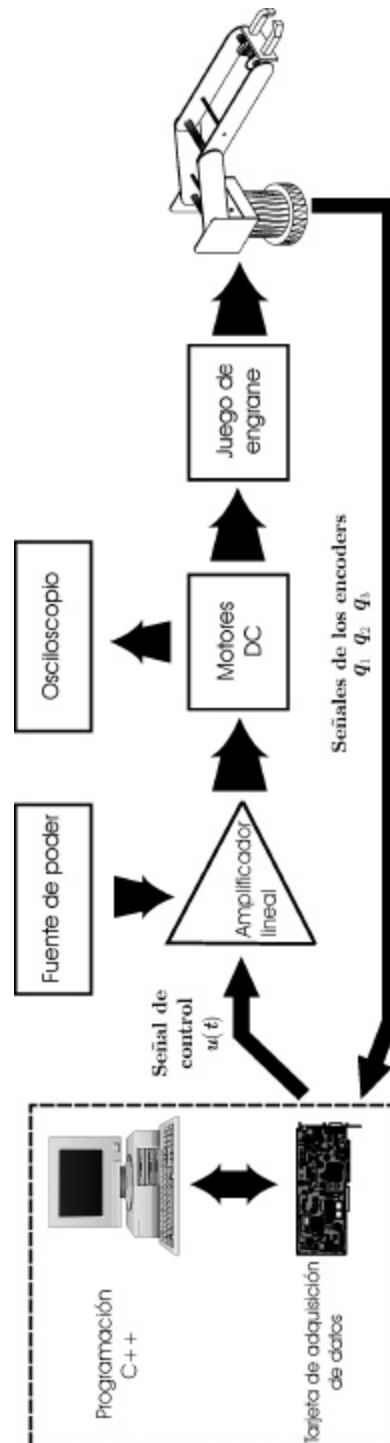 Programación
C++
Tarjeta de adquisición
de datos
Señal de
control
u(t)
Fuente de poder
Amplificador
lineal
Osciloscopio
Motores
DC
Juego de
engrane
Señales de los encoders
q₁ q₂ q₃